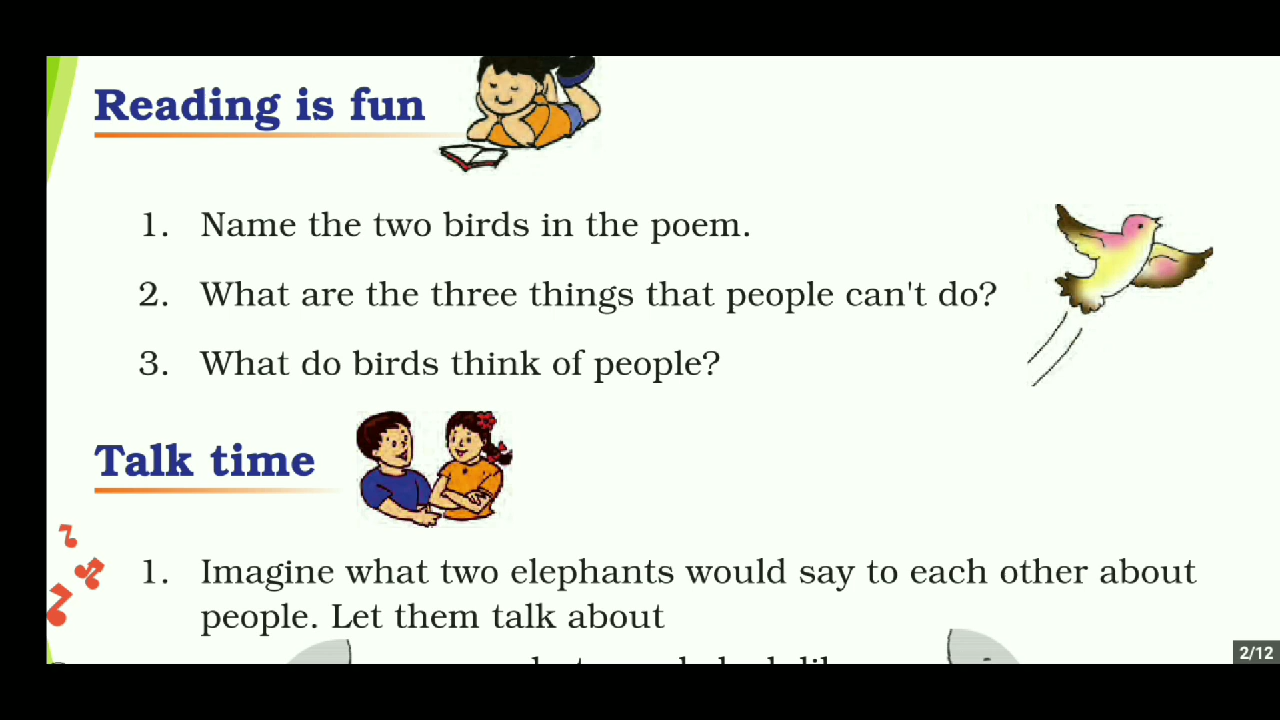 Reading is fun
1. Name the two birds in the poem.
2. What are the three things that people can't do?
3. What do birds think of people?
Talk time
1. Imagine what two elephants would say to each other about
people. Let them talk about
2/12